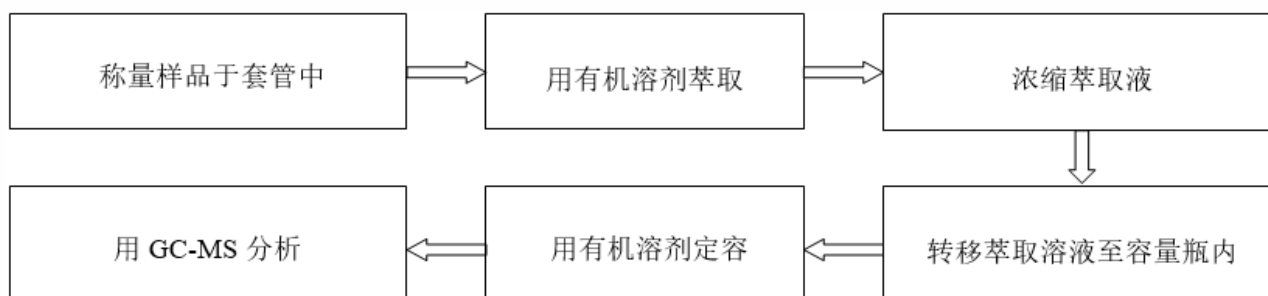 称量样品于套管中
用有机溶剂萃取
浓缩萃取液
转移萃取溶液至容量瓶内
用有机溶剂定容
用 GC-MS 分析